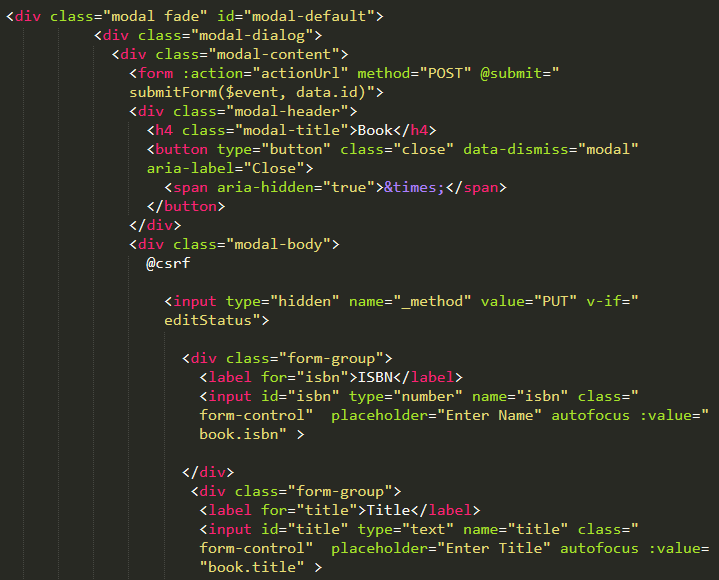 <div class="modal fade" id="modal-default">
<div class="modal-dialog">
<div class="modal-content">
<form :action="actionUrl" method="POST" @submit="
submitForm($event, data.id)">
<div class="modal-header">
<h4 class="modal-title">Book</h4>
<button type="button" class="close" data-dismiss="modal"
aria-label="Close">
<span aria-hidden="true">&times;</span>
</button>
</div>
<div class="modal-body">
@csrf
<input type="hidden" name="_method" value="PUT" v-if="
editStatus">
<div class="form-group">
<label for="isbn">ISBN</label>
<input id="isbn" type="number" name="isbn" class="
form-control"  placeholder="Enter Name" autofocus :value="
book.isbn" >
</div>
<div class="form-group">
<label for="title">Title</label>
<input id="title" type="text" name="title" class="
form-control"  placeholder="Enter Title" autofocus :value=
"book.title" >